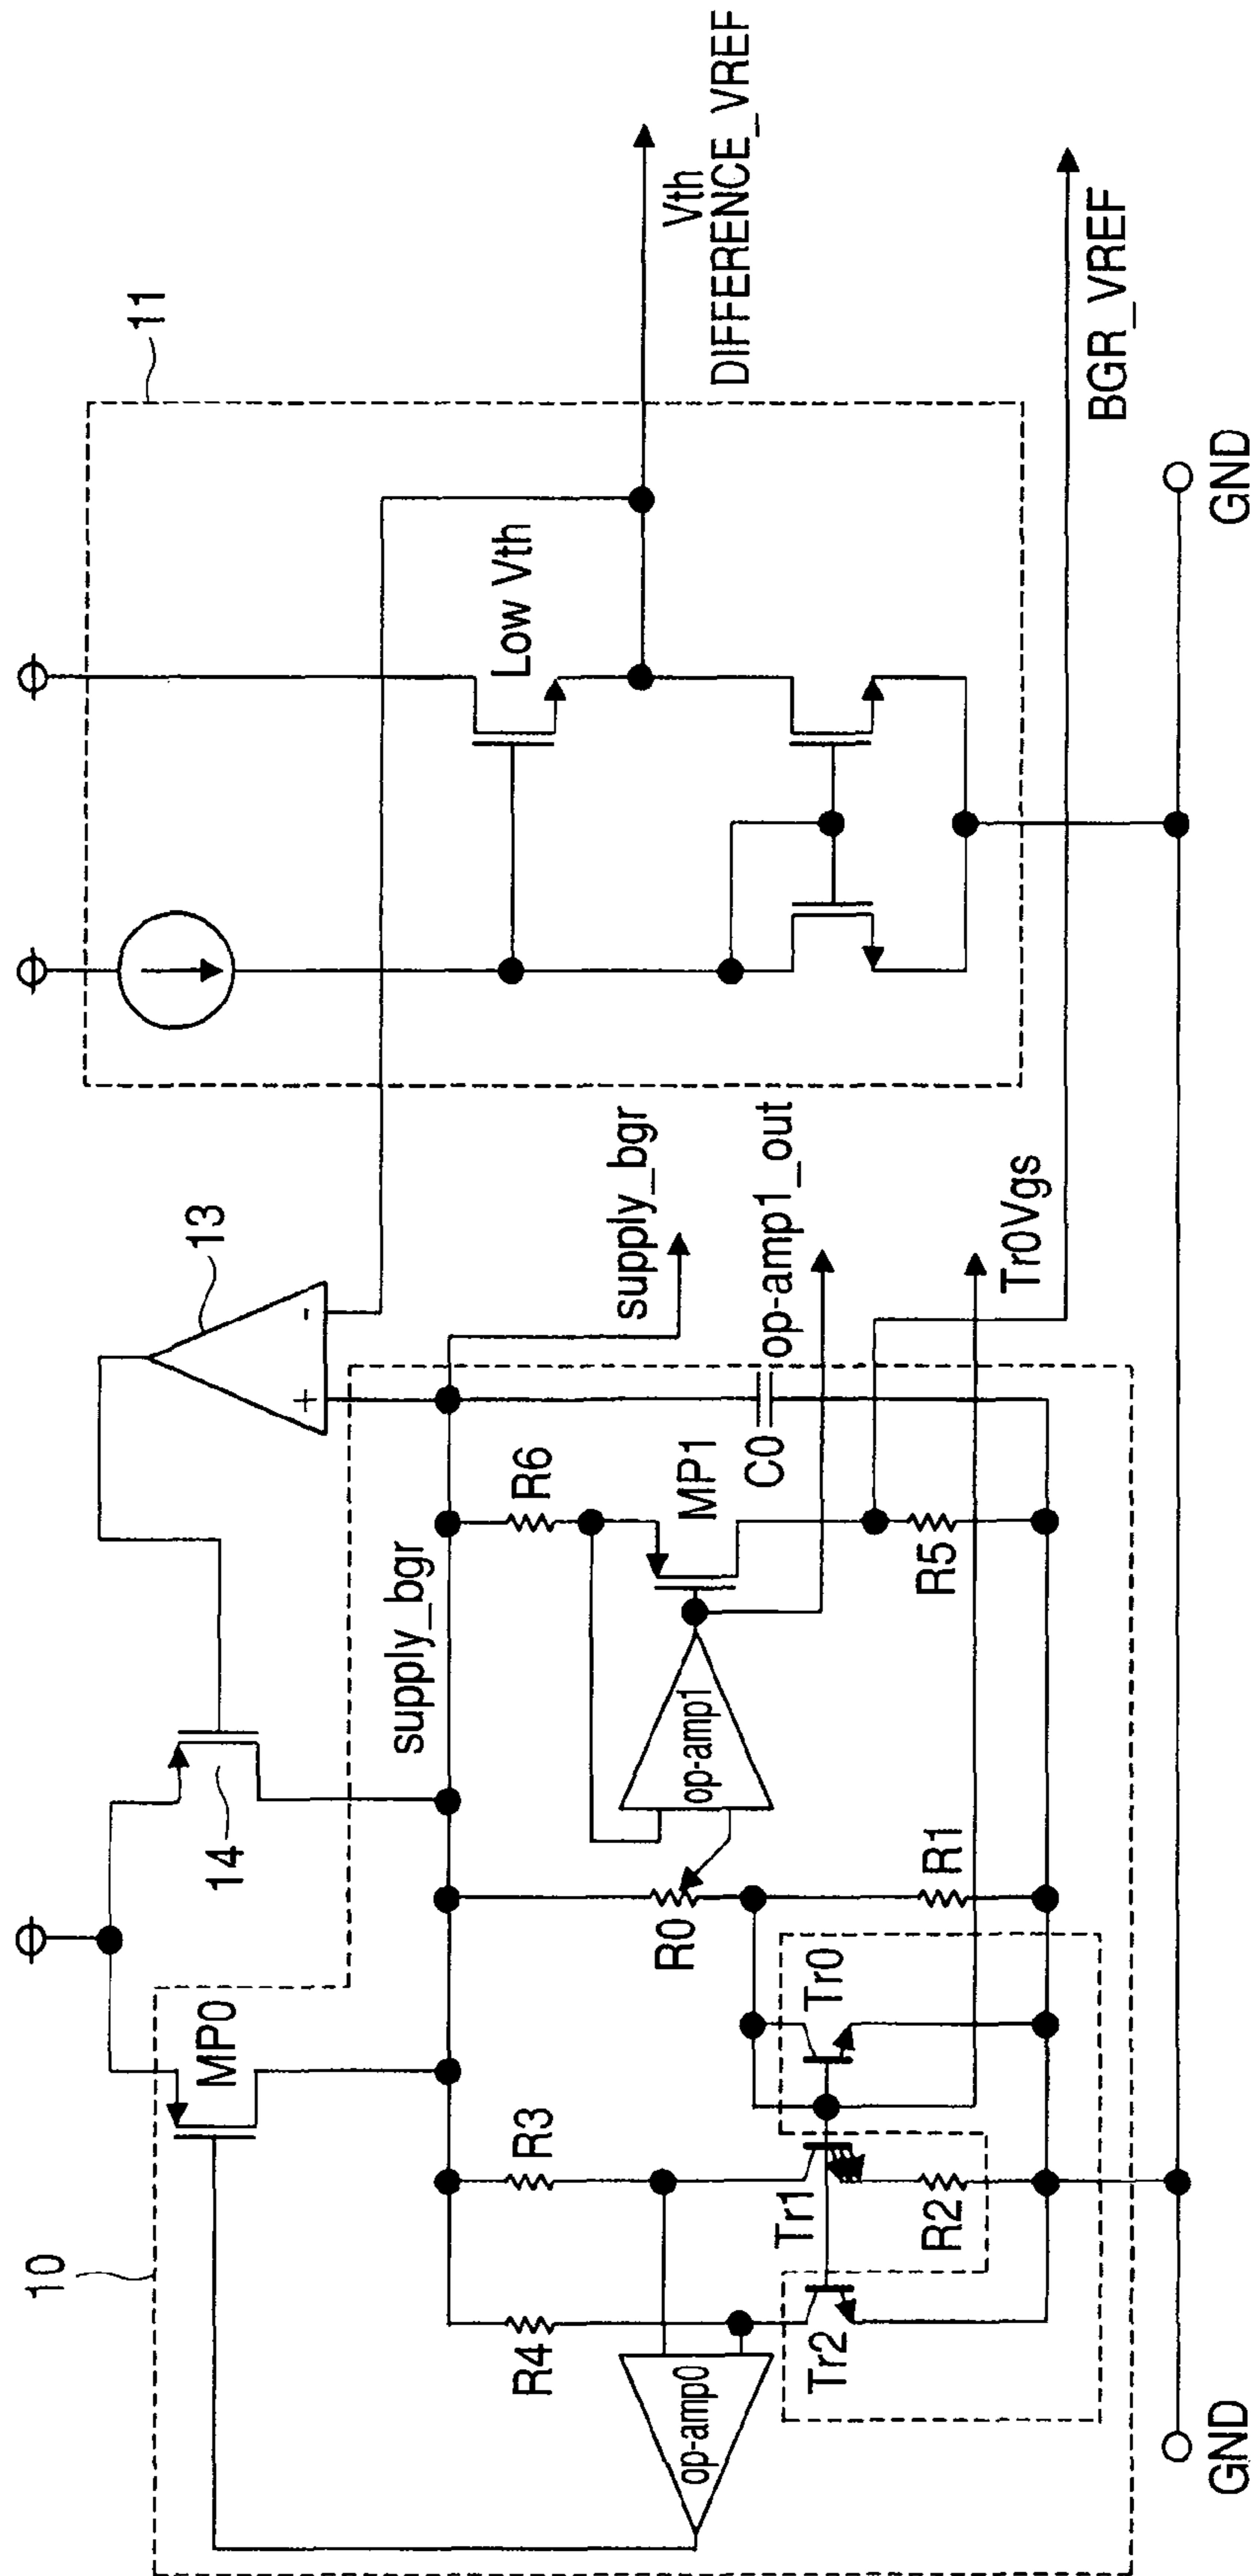 10
MP0
14
13
11
supply_bgr
supply_bgr
R4
R3
R0
R6
op-amp0
op-amp1
MP1
C0
op-amp1_out
Tr2
Tr1
Tr0
R2
R1
R5
Tr0Vgs
Low Vth
Vth
DIFFERENCE_VREF
BGR_VREF
+
-
GND
GND